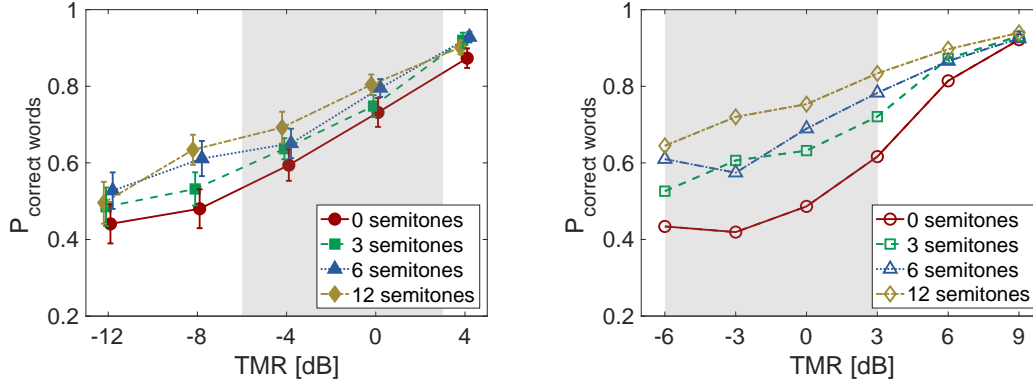 1
0.8
0.6
0.4
0.2
P correct words
-12
-8
-4
0
4
TMR [dB]
0 semitones
3 semitones
6 semitones
12 semitones
1
0.8
0.6
0.4
0.2
P correct words
-6
-3
0
3
6
9
TMR [dB]
0 semitones
3 semitones
6 semitones
12 semitones